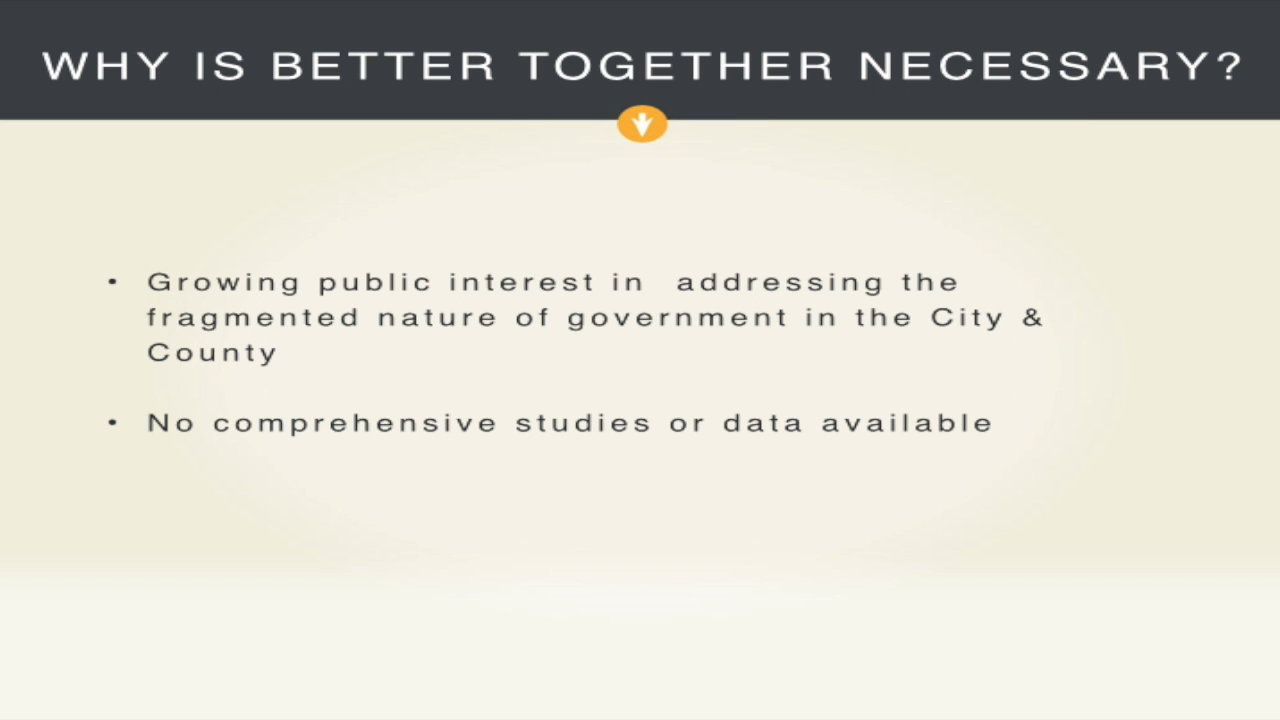 WHY IS BETTER TOGETHER NECESSARY?
• Growing public interest in  addressing the
fragmented nature of government in the City &
County
• No comprehensive studies or data available